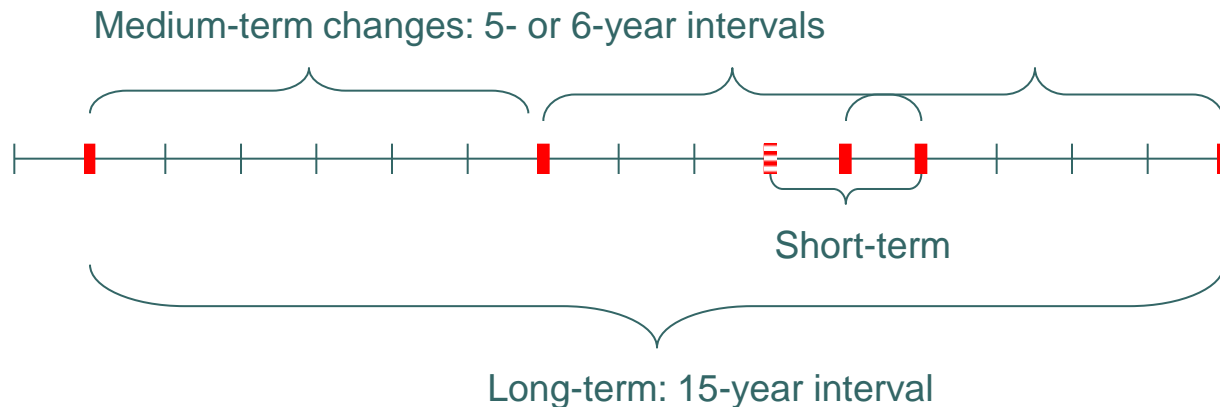 Medium-term changes: 5- or 6-year intervals
Short-term
Long-term: 15-year interval